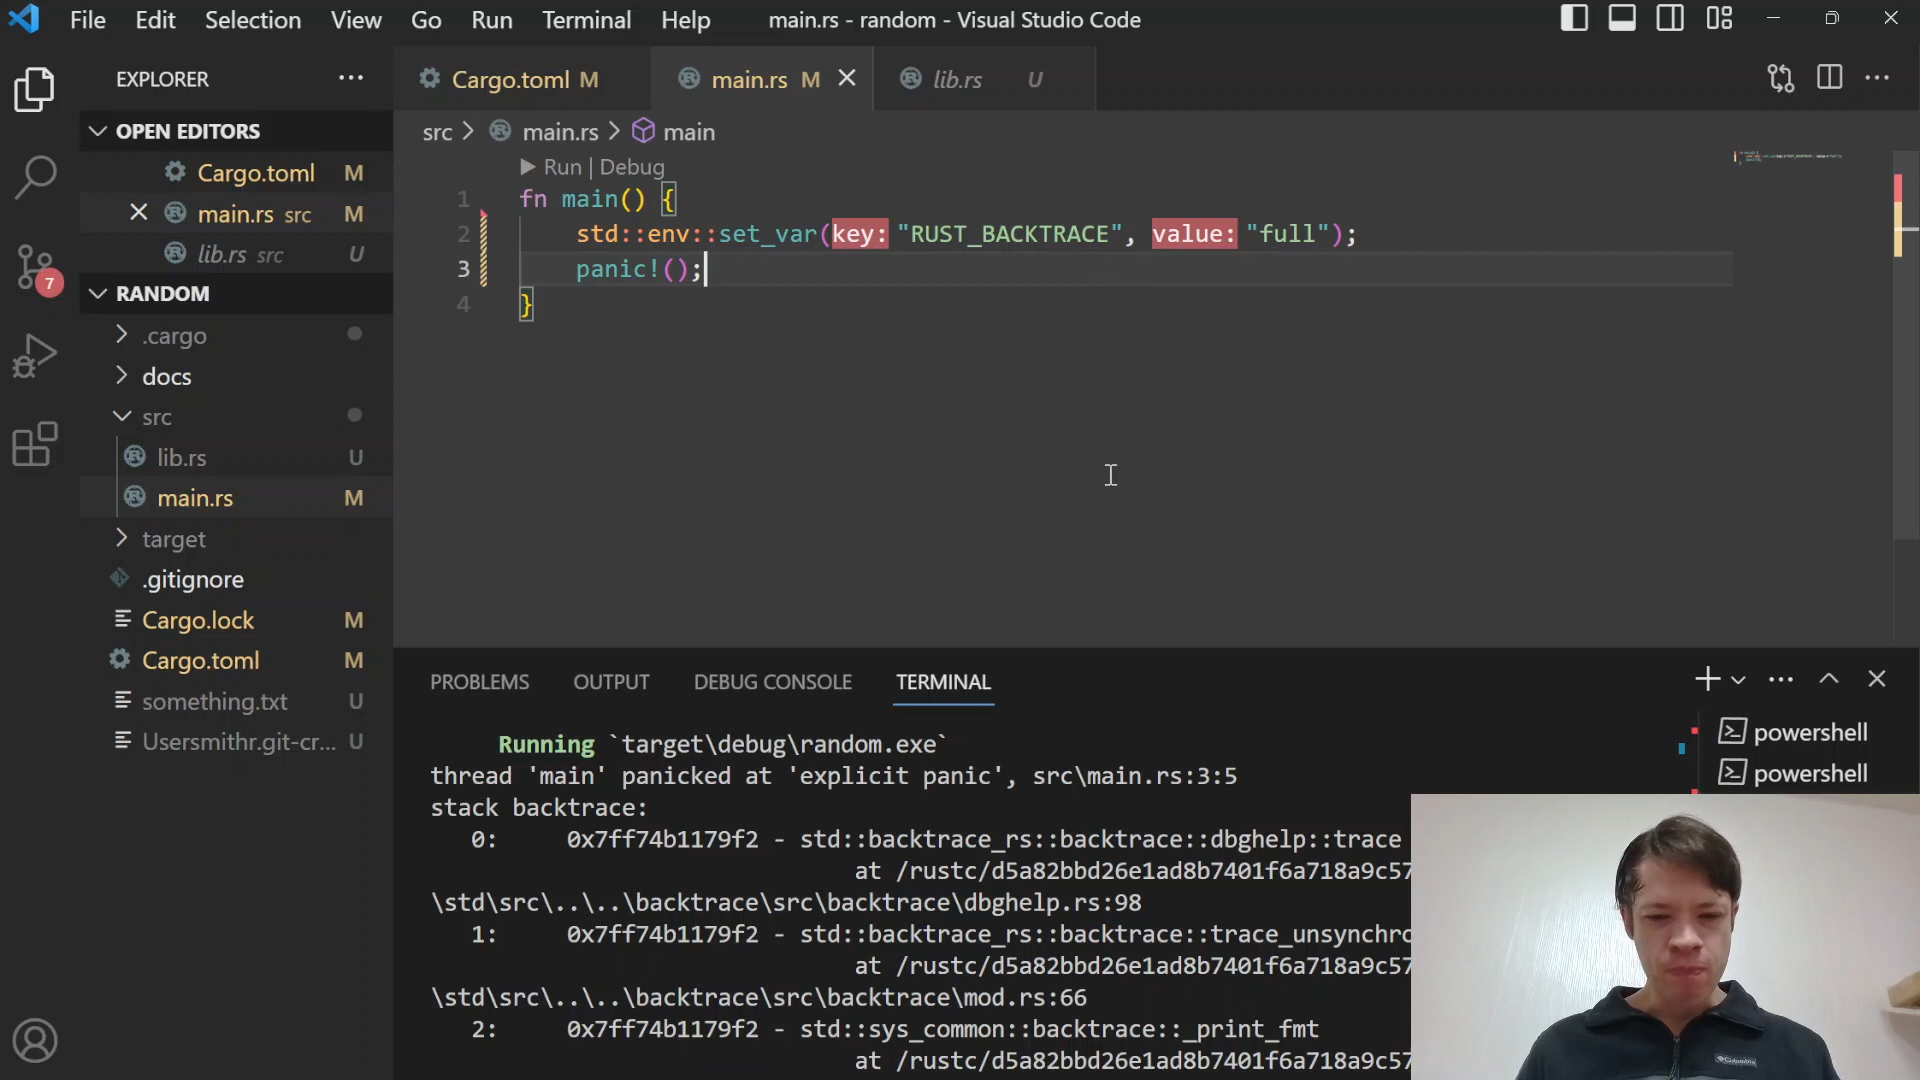 File Edit Selection View Go Run Terminal Help main.rs - random - Visual Studio Code
EXPLORER
Cargo.toml M
main.rs M
lib.rs U
OPEN EDITORS
Cargo.toml M
main.rs src M
lib.rs src U
7
RANDOM
.cargo
docs
src
lib.rs U
main.rs M
target
.gitignore
Cargo.lock M
Cargo.toml M
something.txt U
Usersmithr.git-cr... U
src > main.rs > main
Run | Debug
1 fn main() {
2 std::env::set_var(key: "RUST_BACKTRACE", value: "full");
3 panic!();
4 }
PROBLEMS OUTPUT DEBUG CONSOLE TERMINAL
powershell
powershell
Running `target\debug\random.exe`
thread 'main' panicked at 'explicit panic', src\main.rs:3:5
stack backtrace:
0: 0x7ff74b1179f2 - std::backtrace_rs::backtrace::dbghelp::trace
at /rustc/d5a82bbd26e1ad8b7401f6a718a9c57
\std\src\..\..\backtrace\src\backtrace\dbghelp.rs:98
1: 0x7ff74b1179f2 - std::backtrace_rs::backtrace::trace_unsynchro
at /rustc/d5a82bbd26e1ad8b7401f6a718a9c57
\std\src\..\..\backtrace\src\backtrace\mod.rs:66
2: 0x7ff74b1179f2 - std::sys_common::backtrace::_print_fmt
at /rustc/d5a82bbd26e1ad8b7401f6a718a9c57
Columbia